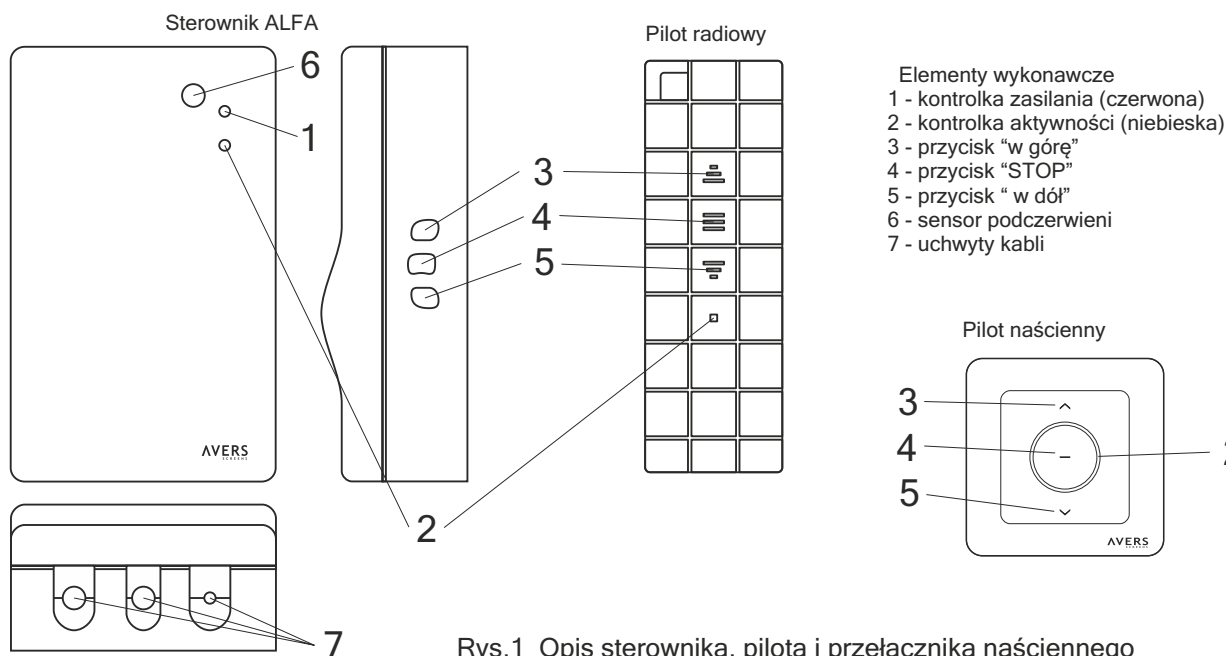 Sterownik ALFA
6
1
2
3
4
5
7
AVERS
SCREENS
Pilot radiowy
Elementy wykonawcze
1 - kontrolka zasilania (czerwona)
2 - kontrolka aktywności (niebieska)
3 - przycisk “w górę”
4 - przycisk “STOP”
5 - przycisk “ w dół”
6 - sensor podczerwieni
7 - uchwyty kabli
Pilot naścienny
3
4
5
AVERS
SCREENS
Rys.1 Opis sterownika, pilota i przełącznika naściennego